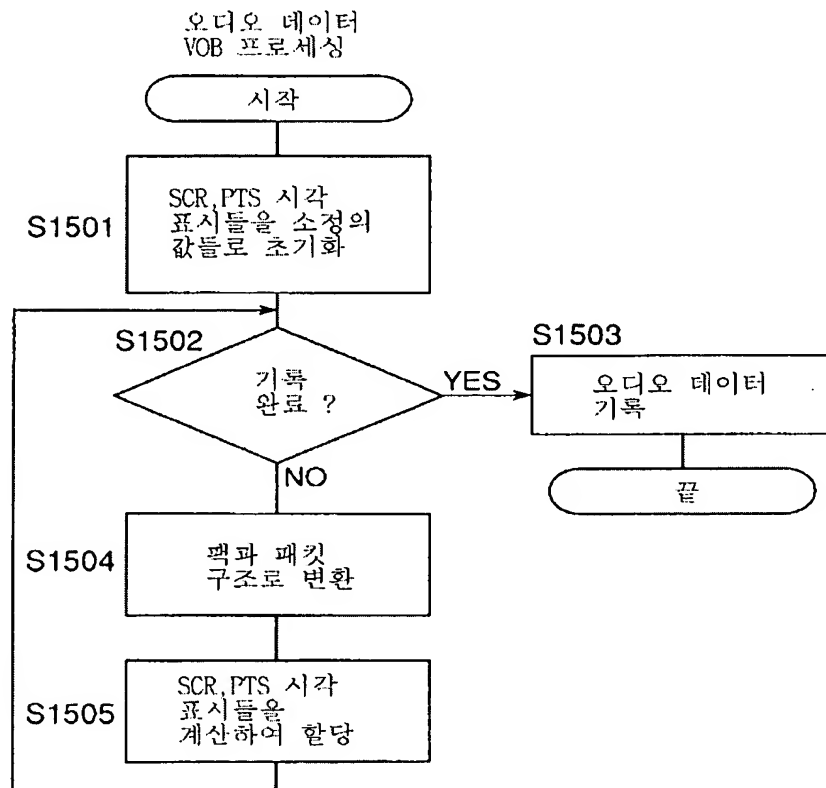 오디오 데이터
VOB 프로세싱
시작
S1501
SCR,PTS 시각
표시들을 소정의
값들로 초기화
S1502
기록
완료 ?
YES
S1503
오디오 데이터
기록
끝
NO
S1504
팩과 패킷
구조로 변환
S1505
SCR,PTS 시각
표시들을
계산하여 할당